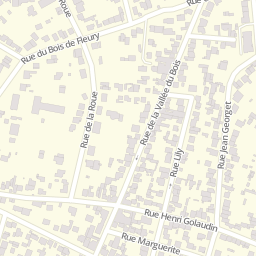 Roue
Rue du Bois de Fleury
Rue de la Roue
Rue de la Vallée du Bois
Rue Jean Georget
Rue Lily
Rue Henri Golaudin
Rue Marguerite